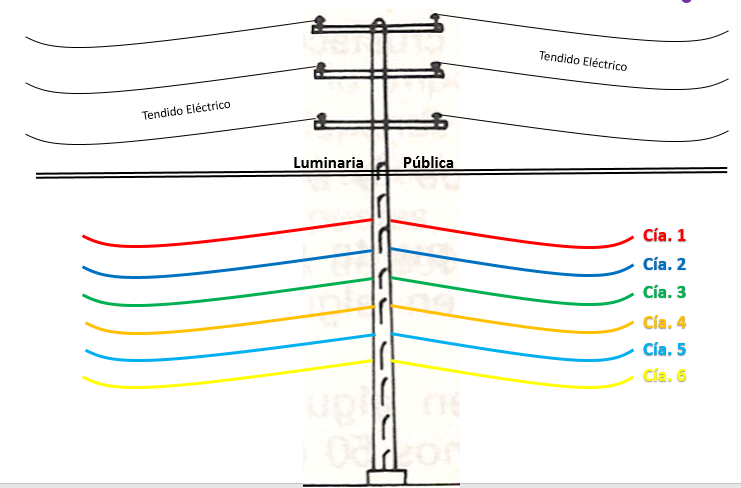 Tendido Eléctrico
Tendido Eléctrico
Luminaria Pública
Cía. 1
Cía. 2
Cía. 3
Cía. 4
Cía. 5
Cía. 6